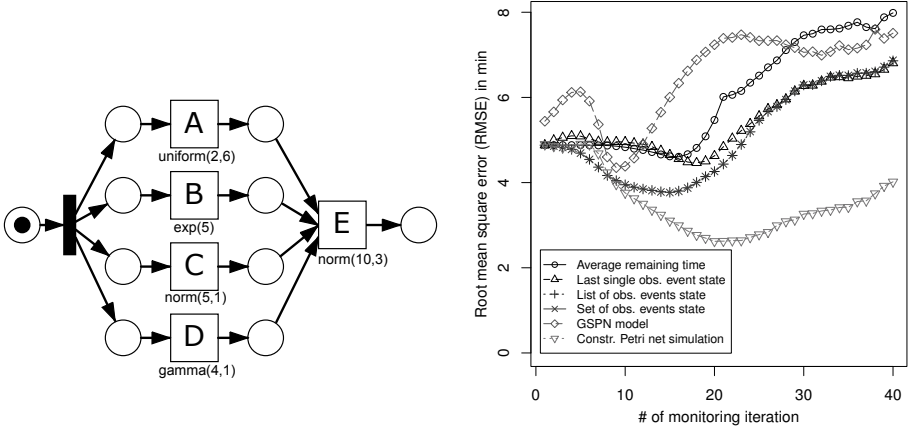 A
uniform(2,6)
B
exp(5)
C
norm(5,1)
D
gamma(4,1)
E
norm(10,3)
Root mean square error (RMSE) in min
8
6
4
2
0
Average remaining time
Last single obs. event state
List of obs. events state
Set of obs. events state
GSPN model
Constr. Petri net simulation
0 10 20 30 40
# of monitoring iteration